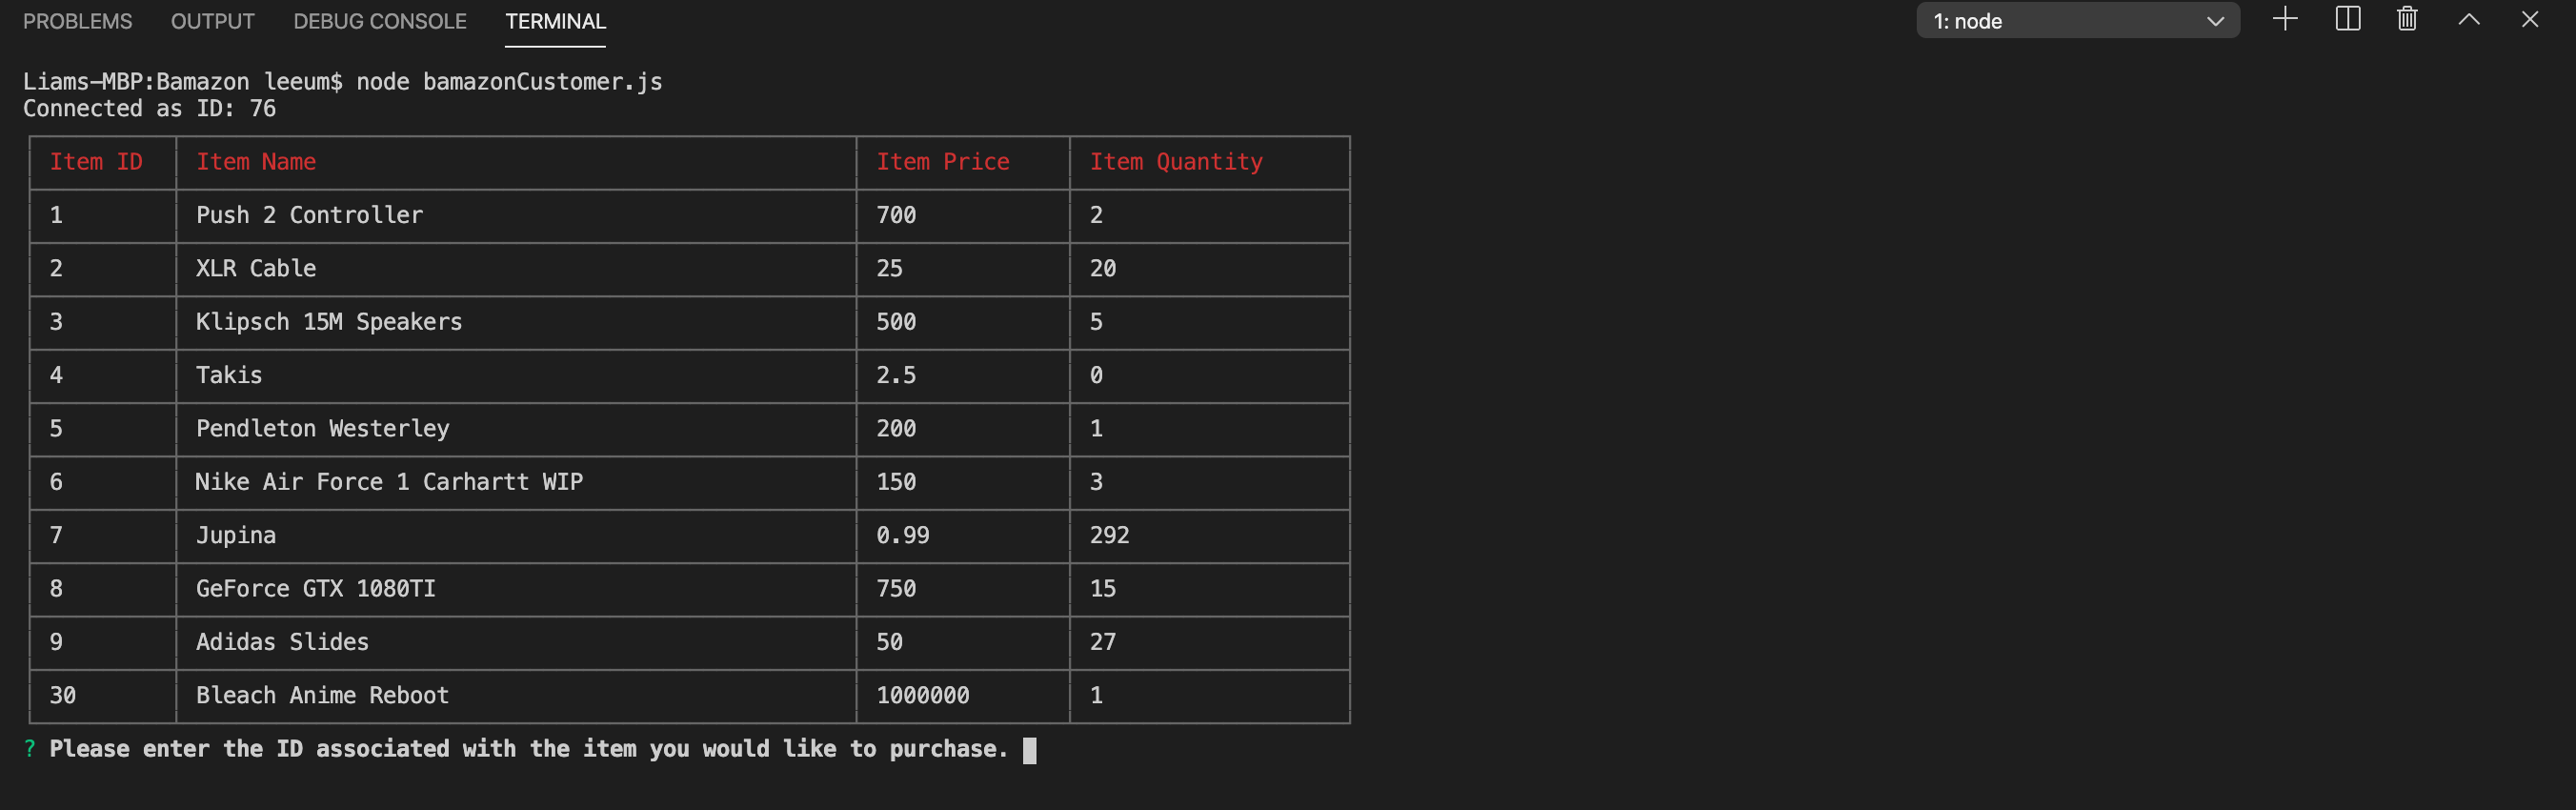 PROBLEMS OUTPUT DEBUG CONSOLE TERMINAL 1: node
Liams-MBP:Bamazon leeum$ node bamazonCustomer.js
Connected as ID: 76
Item ID Item Name Item Price Item Quantity
1 Push 2 Controller 700 2
2 XLR Cable 25 20
3 Klipsch 15M Speakers 500 5
4 Takis 2.5 0
5 Pendleton Westerley 200 1
6 Nike Air Force 1 Carhartt WIP 150 3
7 Jupina 0.99 292
8 GeForce GTX 1080TI 750 15
9 Adidas Slides 50 27
30 Bleach Anime Reboot 1000000 1
? Please enter the ID associated with the item you would like to purchase.